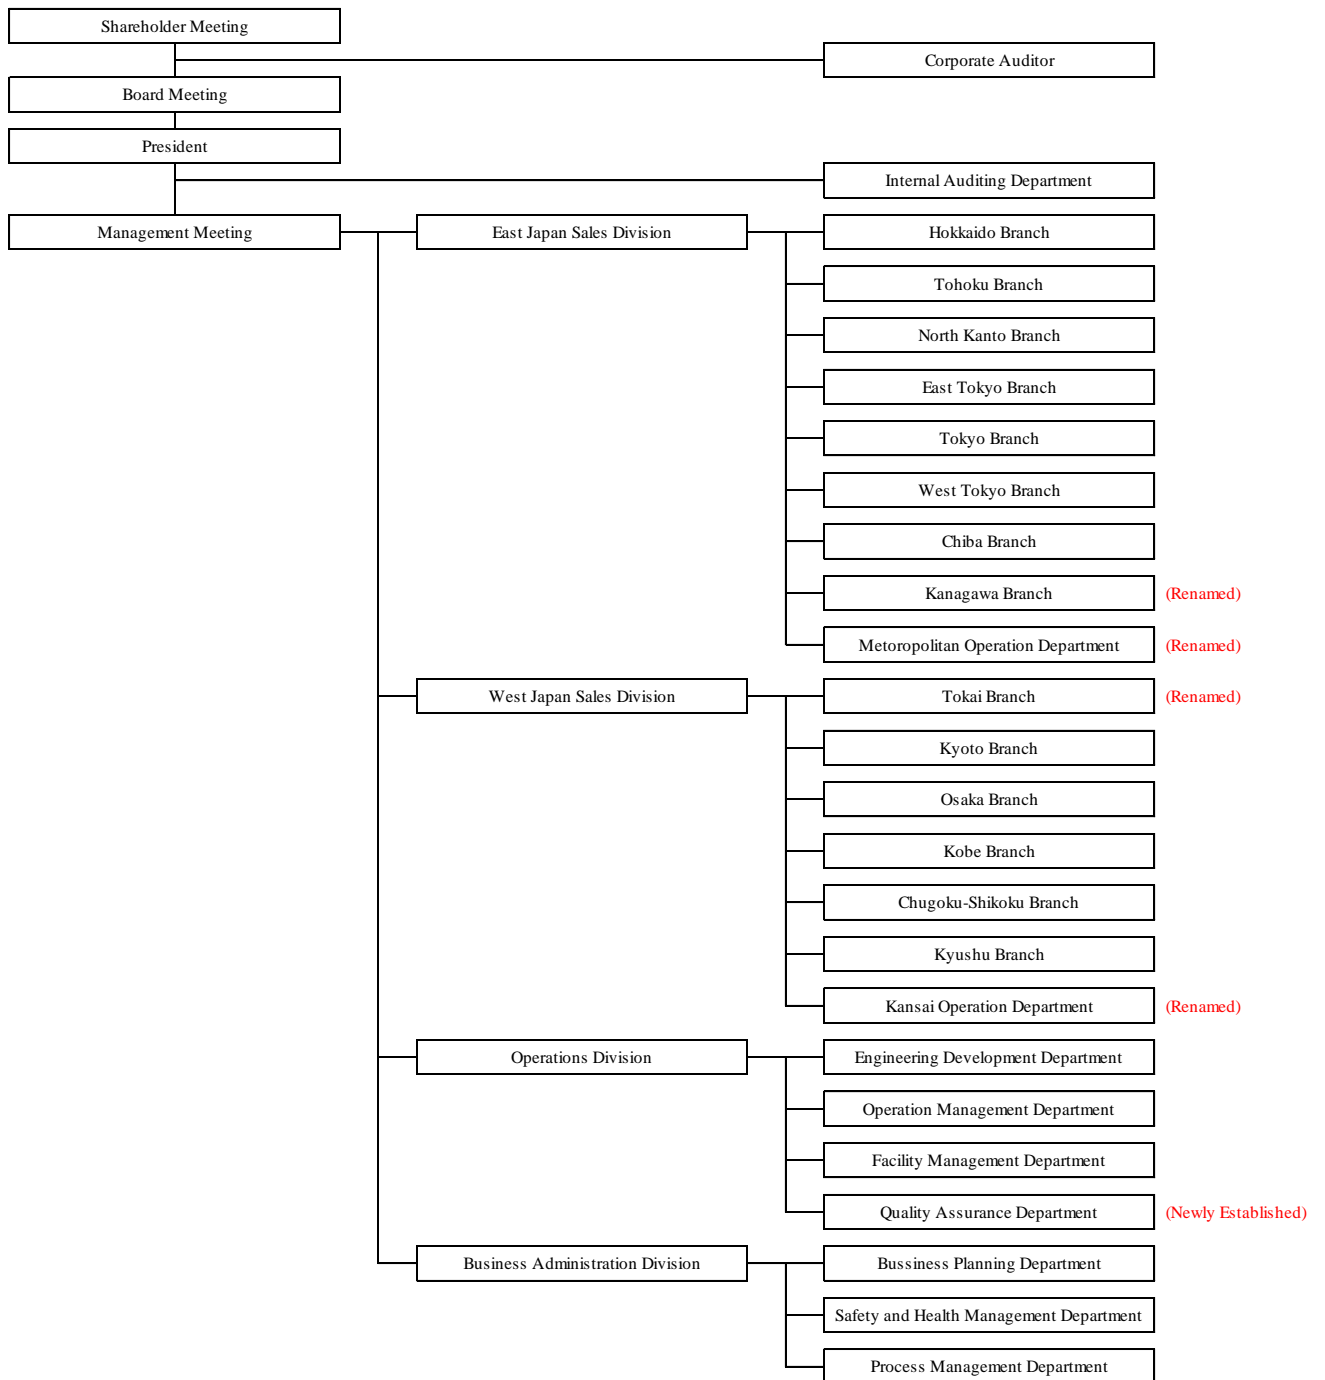 Shareholder Meeting
Corporate Auditor
Board Meeting
President
Internal Auditing Department
Management Meeting
East Japan Sales Division
Hokkaido Branch
Tohoku Branch
North Kanto Branch
East Tokyo Branch
Tokyo Branch
West Tokyo Branch
Chiba Branch
Kanagawa Branch (Renamed)
Metoropolitan Operation Department (Renamed)
West Japan Sales Division
Tokai Branch (Renamed)
Kyoto Branch
Osaka Branch
Kobe Branch
Chugoku-Shikoku Branch
Kyushu Branch
Kansai Operation Department (Renamed)
Operations Division
Engineering Development Department
Operation Management Department
Facility Management Department
Quality Assurance Department (Newly Established)
Business Administration Division
Bussiness Planning Department
Safety and Health Management Department
Process Management Department